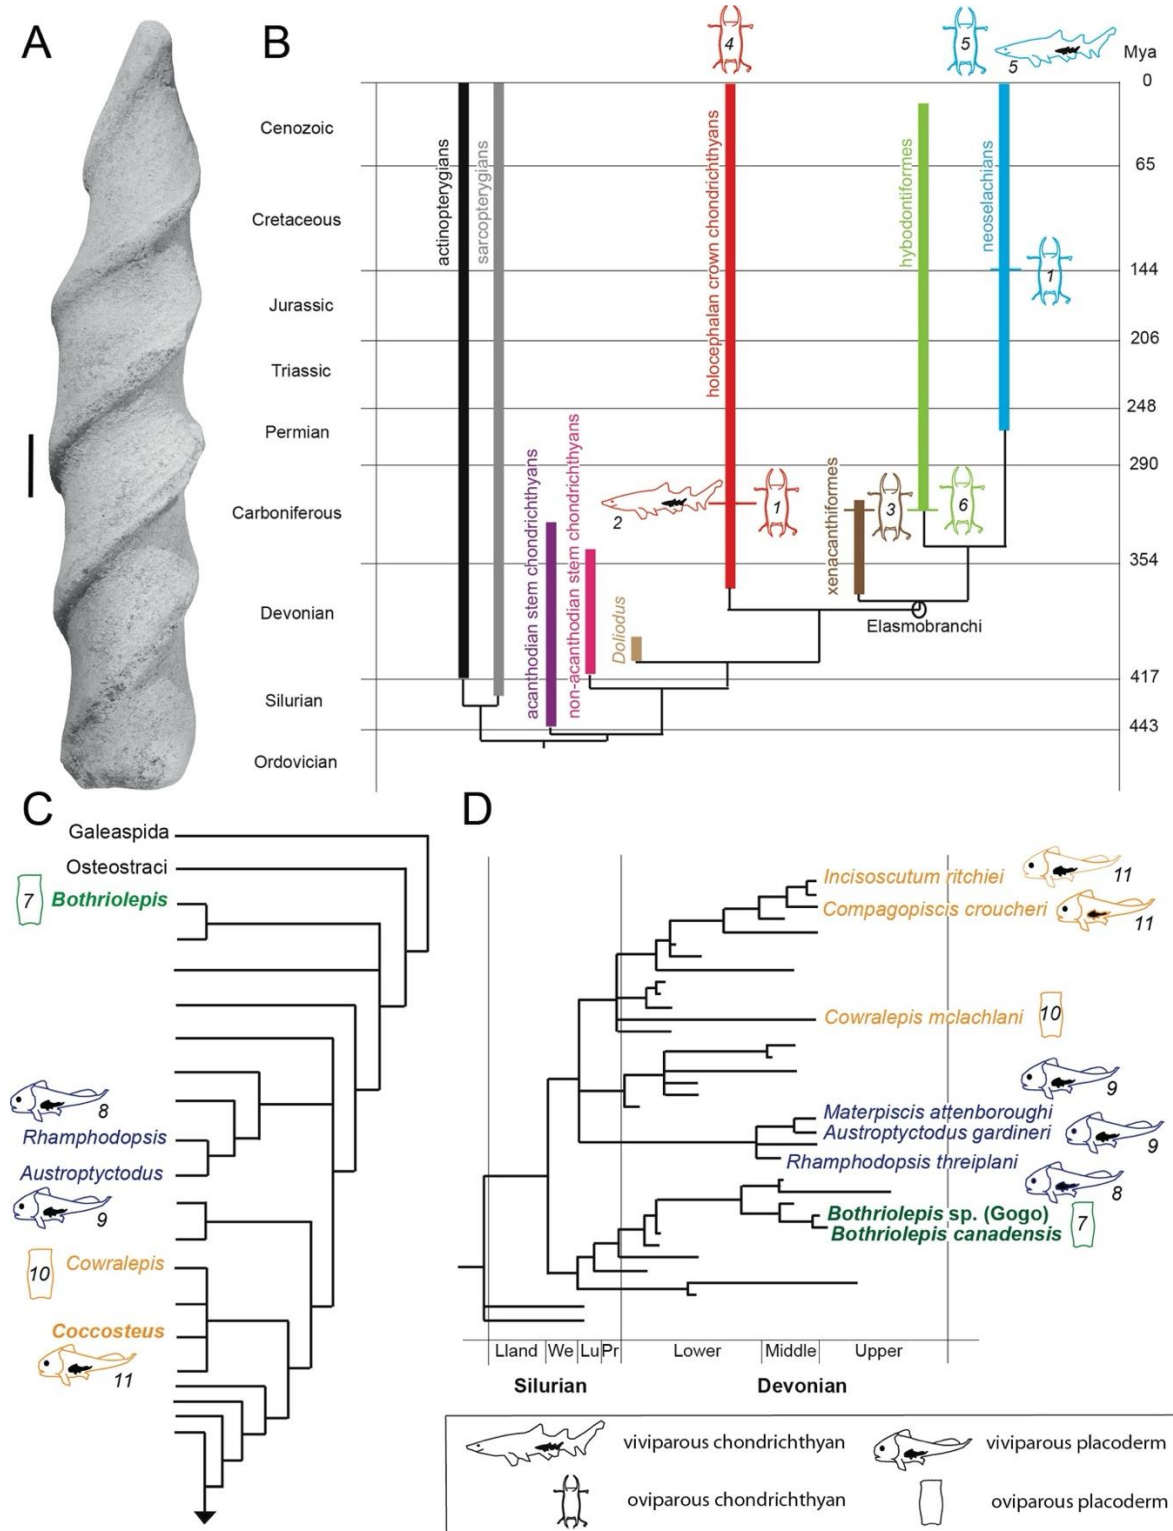 A
B
4
5
5
Mya
0
Cenozoic
65
actinopterygians
sarcopterygians
holocephalan crown chondrichthyans
hybodontiformes
neoselachians
Cretaceous
144
1
Jurassic
206
Triassic
248
Permian
290
acanthodian stem chondrichthyans
non-acanthodian stem chondrichthyans
2
1
xenacanthiformes
3
6
Carboniferous
354
Devonian
Doliodus
Elasmobranchi
417
Silurian
443
Ordovician
C
Galeaspida
Osteostraci
7
Bothriolepis
8
Rhamphodopsis
Austroptyctodus
9
10
Cowralepis
Coccosteus
11
D
Incisoscutum ritchiei
11
Compagopiscis croucheri
11
Cowralepis mclachlani
10
9
Materpiscis attenboroughi
Austroptyctodus gardineri
9
Rhamphodopsis threiplani
8
Bothriolepis sp. (Gogo)
7
Bothriolepis canadensis
Lland We Lu Pr Lower Middle Upper
Silurian Devonian
viviparous chondrichthyan
viviparous placoderm
oviparous chondrichthyan
oviparous placoderm